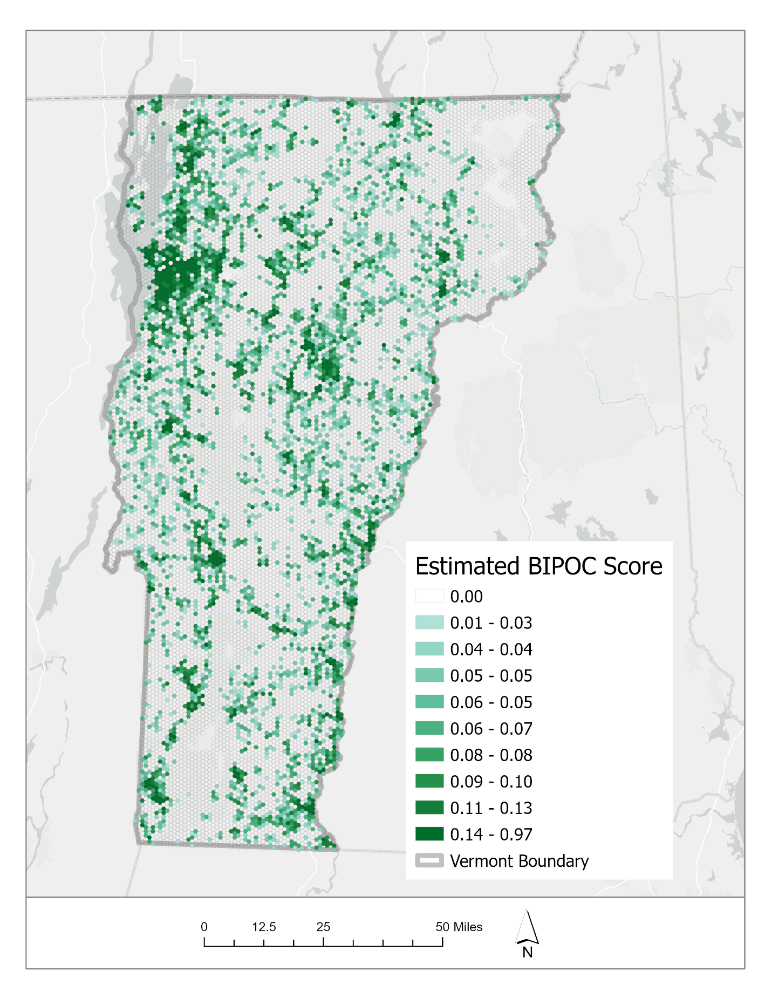 Estimated BIPOC Score
0.00
0.01 - 0.03
0.04 - 0.04
0.05 - 0.05
0.06 - 0.05
0.06 - 0.07
0.08 - 0.08
0.09 - 0.10
0.11 - 0.13
0.14 - 0.97
Vermont Boundary
0 12.5 25 50 Miles
N